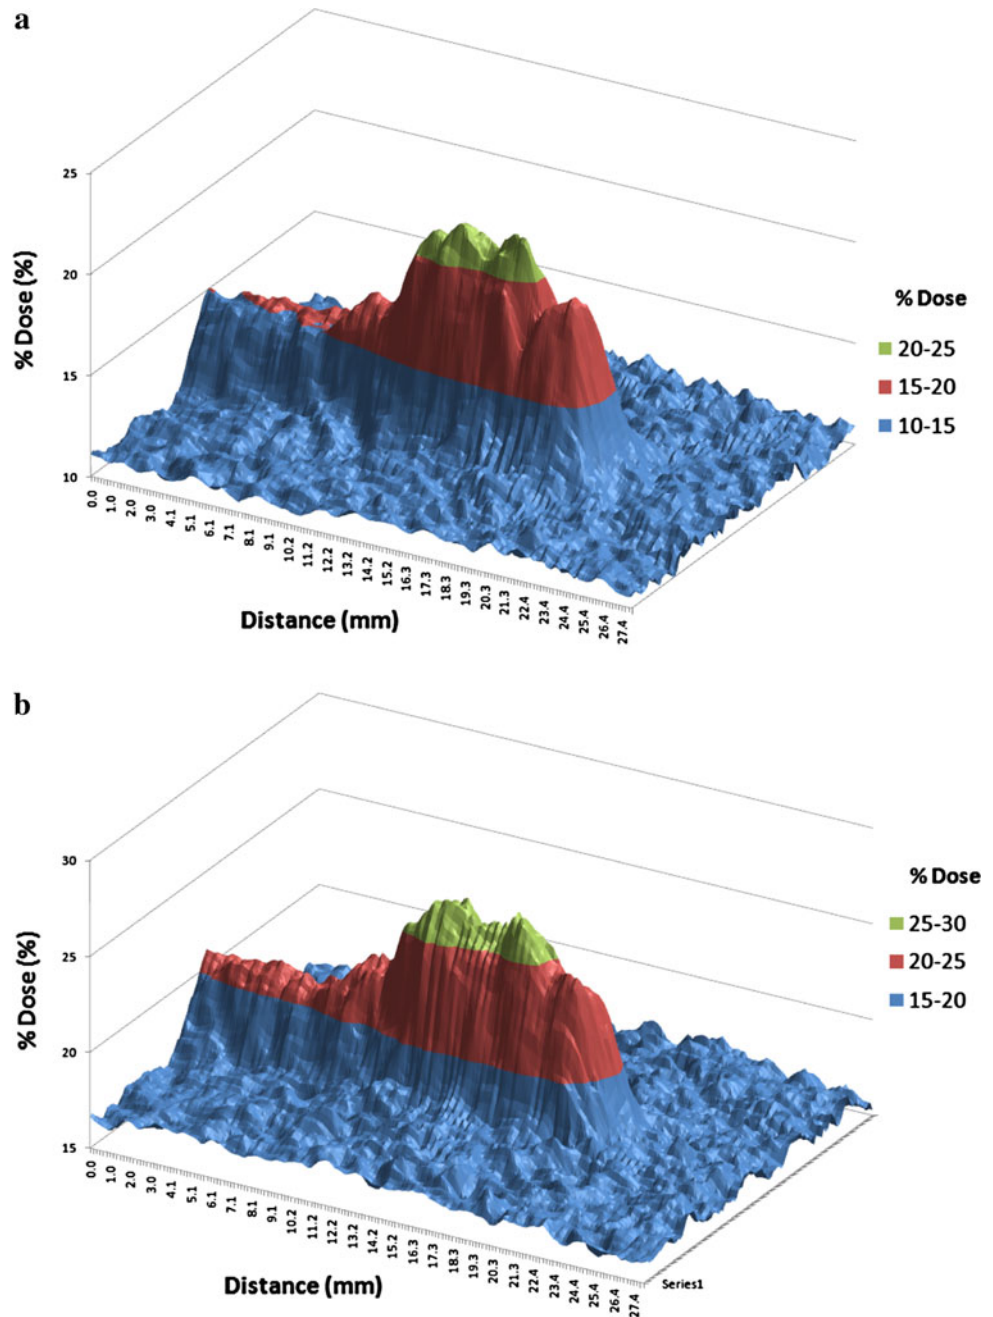 a
25
20
15
10
% Dose (%)
0.0 1.0 2.0 3.0 4.1 5.1 6.1 7.1 8.1 9.1 10.2 11.2 12.2 13.2 14.2 15.2 16.3 17.3 18.3 19.3 20.3 21.3 22.4 23.4 24.4 25.4 26.4 27.4
Distance (mm)
% Dose
20-25
15-20
10-15
b
30
25
20
15
% Dose (%)
0.0 1.0 2.0 3.0 4.1 5.1 6.1 7.1 8.1 9.1 10.2 11.2 12.2 13.2 14.2 15.2 16.3 17.3 18.3 19.3 20.3 21.3 22.4 23.4 24.4 25.4 26.4 27.4
Series1
Distance (mm)
% Dose
25-30
20-25
15-20